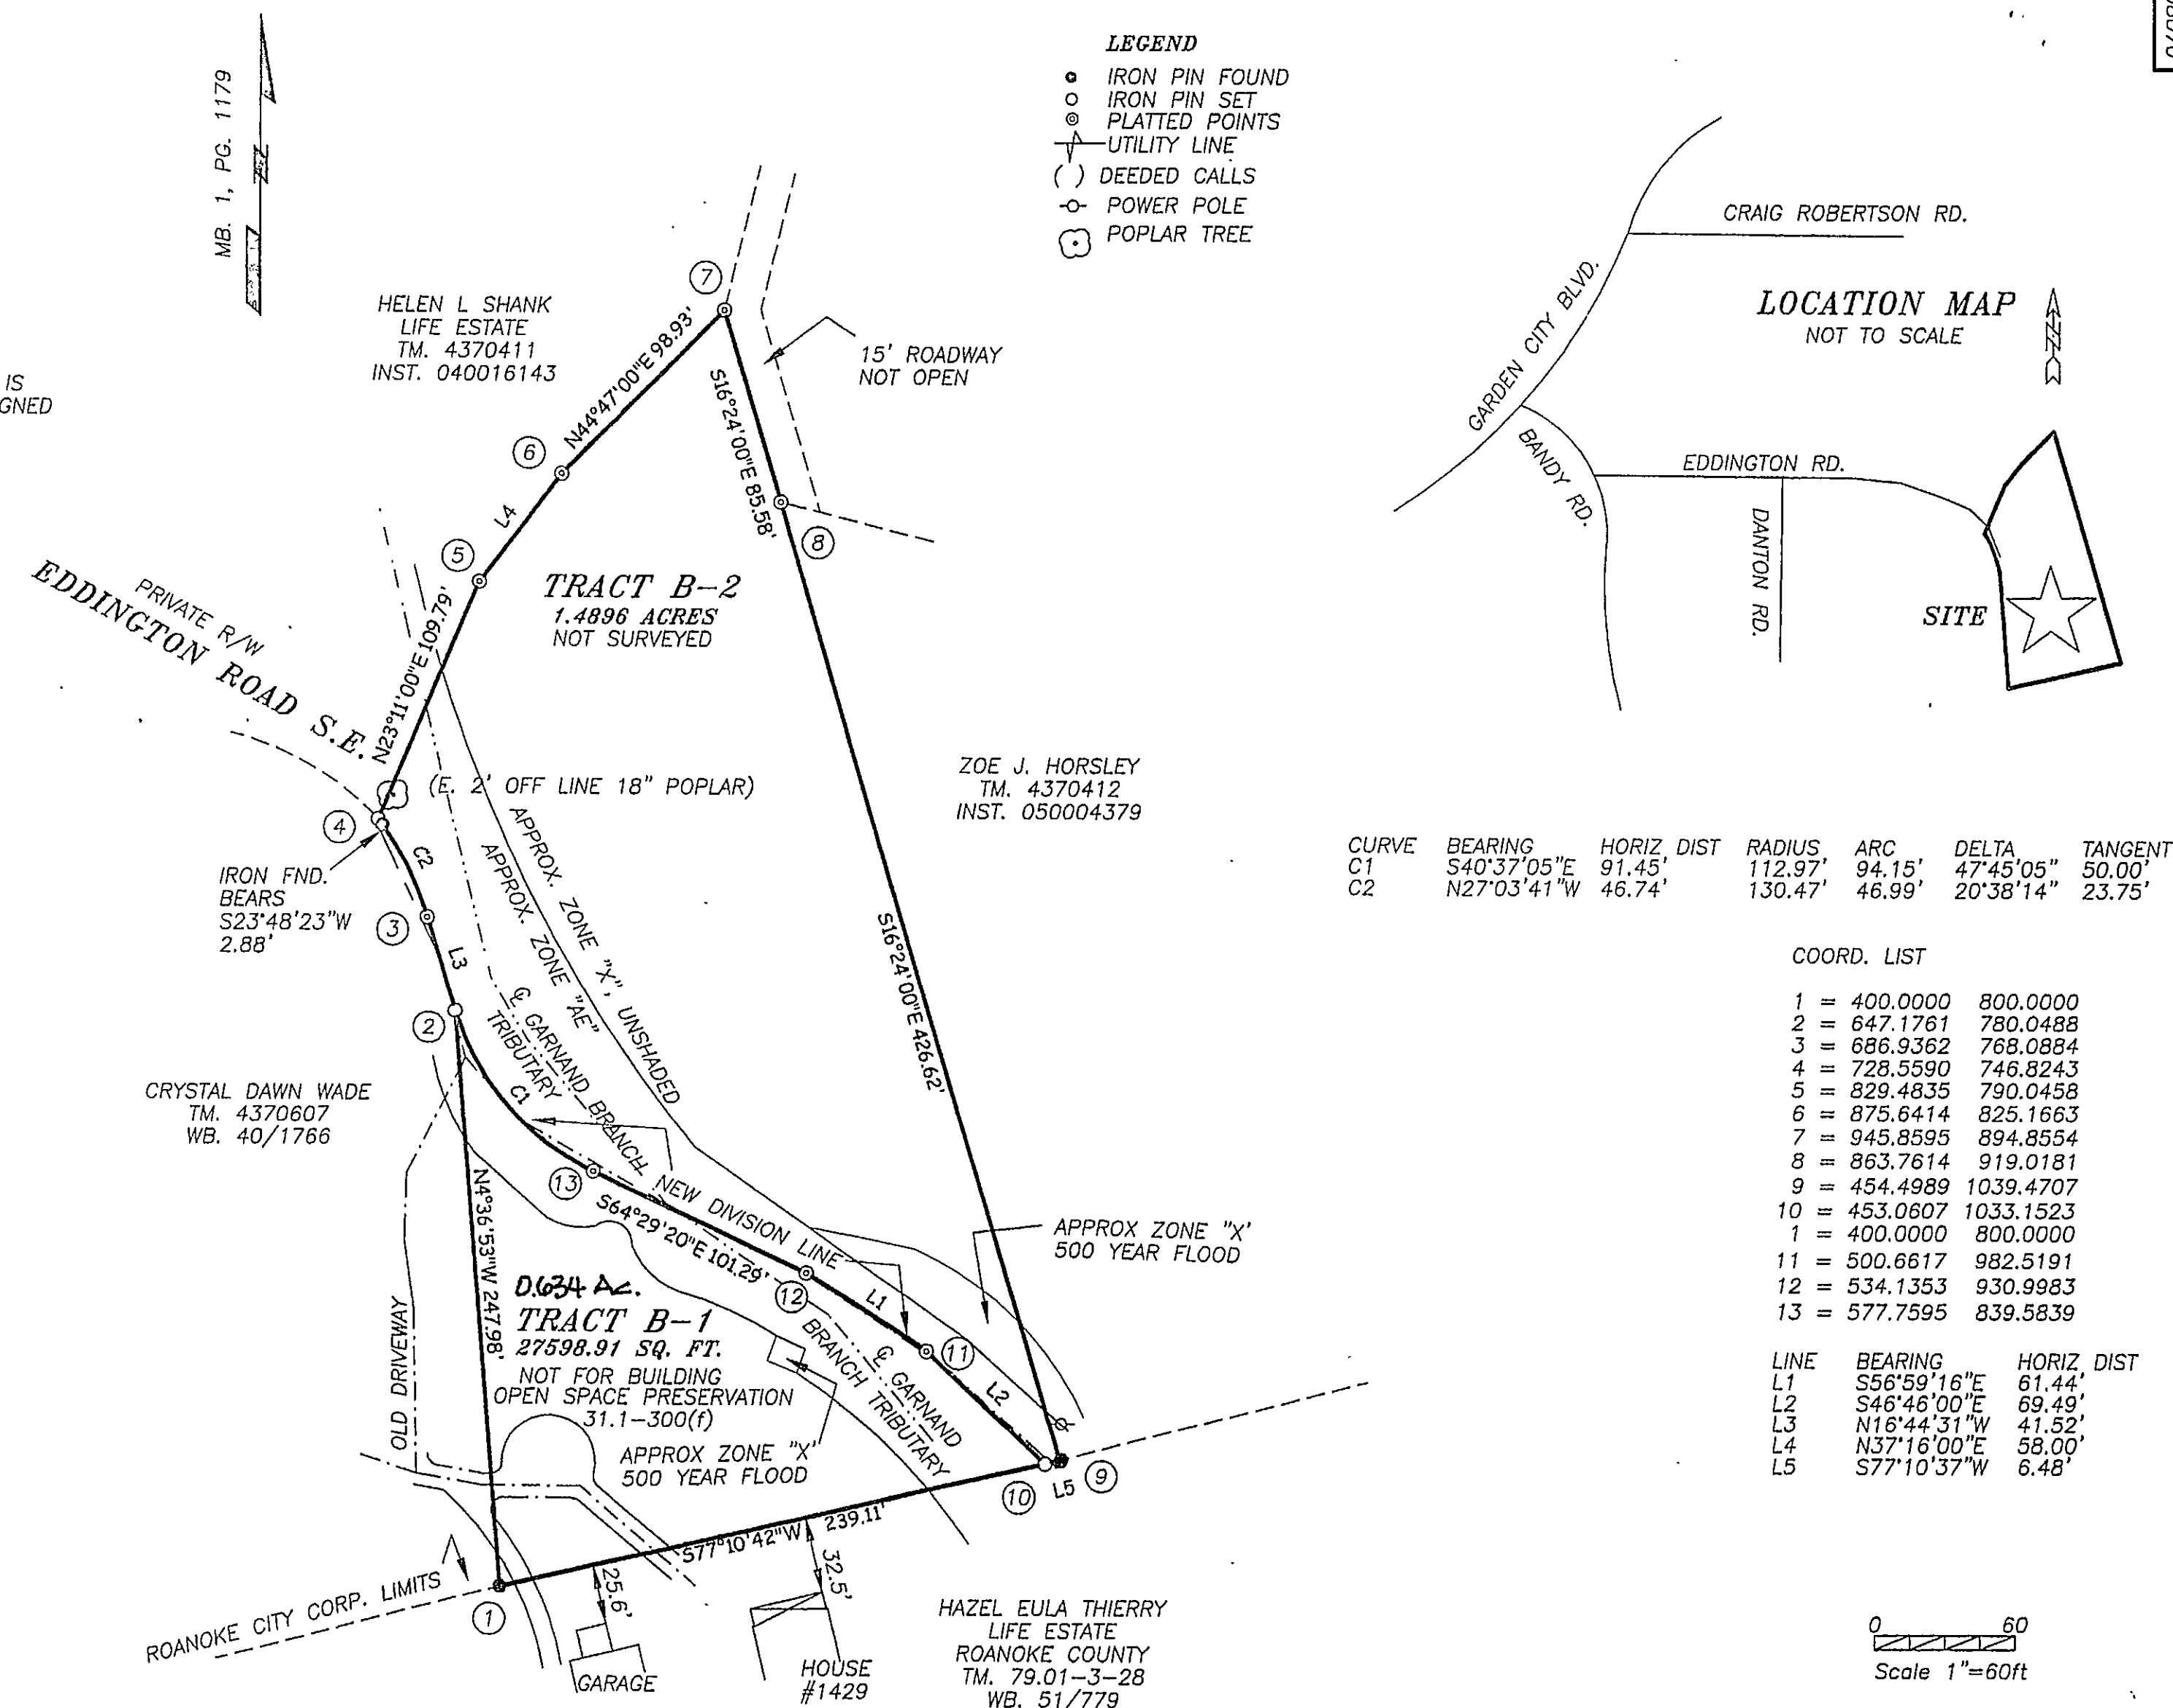 LEGEND
IRON PIN FOUND
IRON PIN SET
PLATTED POINTS
UTILITY LINE
( ) DEEDED CALLS
POWER POLE
POPLAR TREE
MB. 1, PG. 1179
N
IS
GNED
HELEN L SHANK
LIFE ESTATE
TM. 4370411
INST. 040016143
7
N44°47'00"E 98.93'
15' ROADWAY
NOT OPEN
S16°24'00"E 85.58'
6
L4
8
5
TRACT B-2
1.4896 ACRES
NOT SURVEYED
PRIVATE R/W
EDDINGTON ROAD S.E.
N23°11'00"E 109.79'
(E. 2' OFF LINE 18" POPLAR)
4
C2
IRON FND.
BEARS
S23°48'23"W
2.88'
3
L3
APPROX. ZONE "X", UNSHADED
APPROX. ZONE "AE"
ZOE J. HORSLEY
TM. 4370412
INST. 050004379
S16°24'00"E 426.62'
℄ GARNAND BRANCH
TRIBUTARY
2
CRYSTAL DAWN WADE
TM. 4370607
WB. 40/1766
C1
13
NEW DIVISION LINE
S64°29'20"E 101.29'
12
L1
APPROX ZONE "X'
500 YEAR FLOOD
N4°36'53"W 247.98'
0.634 Ac.
TRACT B-1
27598.91 SQ. FT.
NOT FOR BUILDING
OPEN SPACE PRESERVATION
31.1-300(f)
APPROX ZONE "X'
500 YEAR FLOOD
11
L2
℄ GARNAND
BRANCH TRIBUTARY
OLD DRIVEWAY
10
L5
9
S77°10'42"W
239.11'
25.6'
32.5'
ROANOKE CITY CORP. LIMITS
1
GARAGE
HOUSE
#1429
HAZEL EULA THIERRY
LIFE ESTATE
ROANOKE COUNTY
TM. 79.01-3-28
WB. 51/779
CRAIG ROBERTSON RD.
GARDEN CITY BLVD.
LOCATION MAP
NOT TO SCALE
N
BANDY RD.
EDDINGTON RD.
DANTON RD.
SITE
CURVE BEARING HORIZ DIST RADIUS ARC DELTA TANGENT
C1 S40°37'05"E 91.45' 112.97' 94.15' 47°45'05" 50.00'
C2 N27°03'41"W 46.74' 130.47' 46.99' 20°38'14" 23.75'
COORD. LIST
1 = 400.0000 800.0000
2 = 647.1761 780.0488
3 = 686.9362 768.0884
4 = 728.5590 746.8243
5 = 829.4835 790.0458
6 = 875.6414 825.1663
7 = 945.8595 894.8554
8 = 863.7614 919.0181
9 = 454.4989 1039.4707
10 = 453.0607 1033.1523
1 = 400.0000 800.0000
11 = 500.6617 982.5191
12 = 534.1353 930.9983
13 = 577.7595 839.5839
LINE BEARING HORIZ DIST
L1 S56°59'16"E 61.44'
L2 S46°46'00"E 69.49'
L3 N16°44'31"W 41.52'
L4 N37°16'00"E 58.00'
L5 S77°10'37"W 6.48'
0 60
Scale 1"=60ft